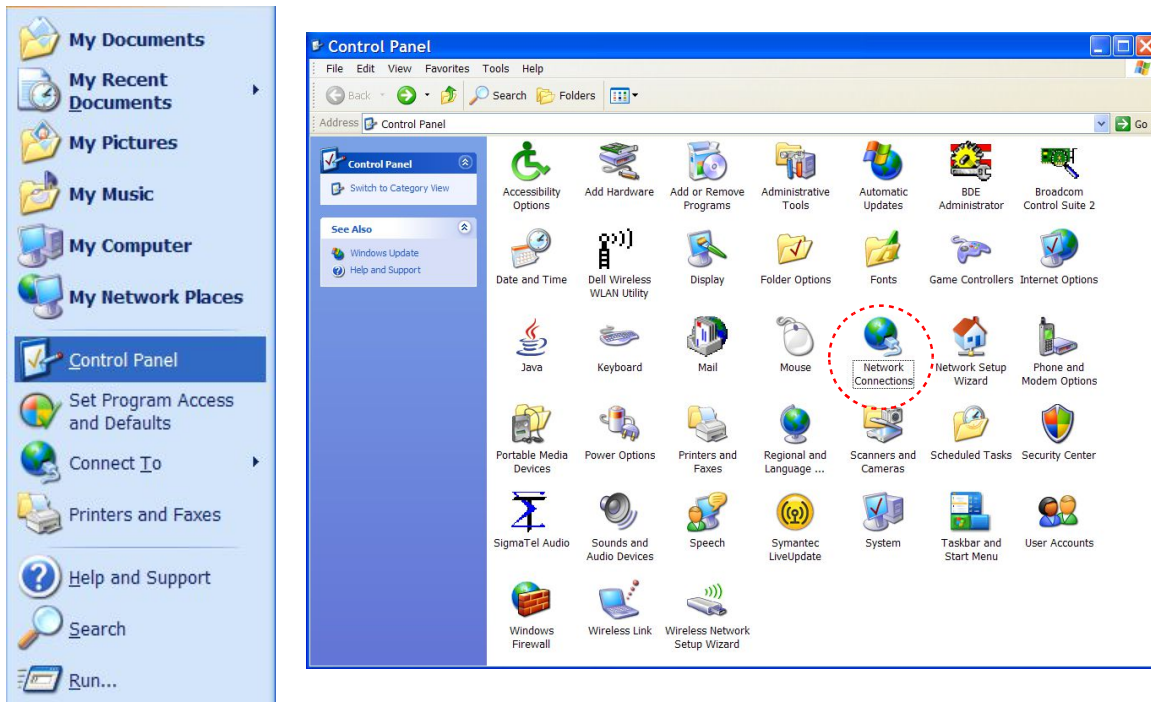 My Documents
My Recent
Documents
My Pictures
My Music
My Computer
My Network Places
Control Panel
Set Program Access
and Defaults
Connect To
Printers and Faxes
Help and Support
Search
Run...
Control Panel
File Edit View Favorites Tools Help
Back Search Folders
Address Control Panel Go
Control Panel
Switch to Category View
See Also
Windows Update
Help and Support
Accessibility
Options
Add Hardware
Add or Remove
Programs
Administrative
Tools
Automatic
Updates
BDE
Administrator
Broadcom
Control Suite 2
Date and Time
Dell Wireless
WLAN Utility
Display
Folder Options
Fonts
Game Controllers
Internet Options
Java
Keyboard
Mail
Mouse
Network
Connections
Network Setup
Wizard
Phone and
Modem Options
Portable Media
Devices
Power Options
Printers and
Faxes
Regional and
Language ...
Scanners and
Cameras
Scheduled Tasks
Security Center
SigmaTel Audio
Sounds and
Audio Devices
Speech
Symantec
LiveUpdate
System
Taskbar and
Start Menu
User Accounts
Windows
Firewall
Wireless Link
Wireless Network
Setup Wizard